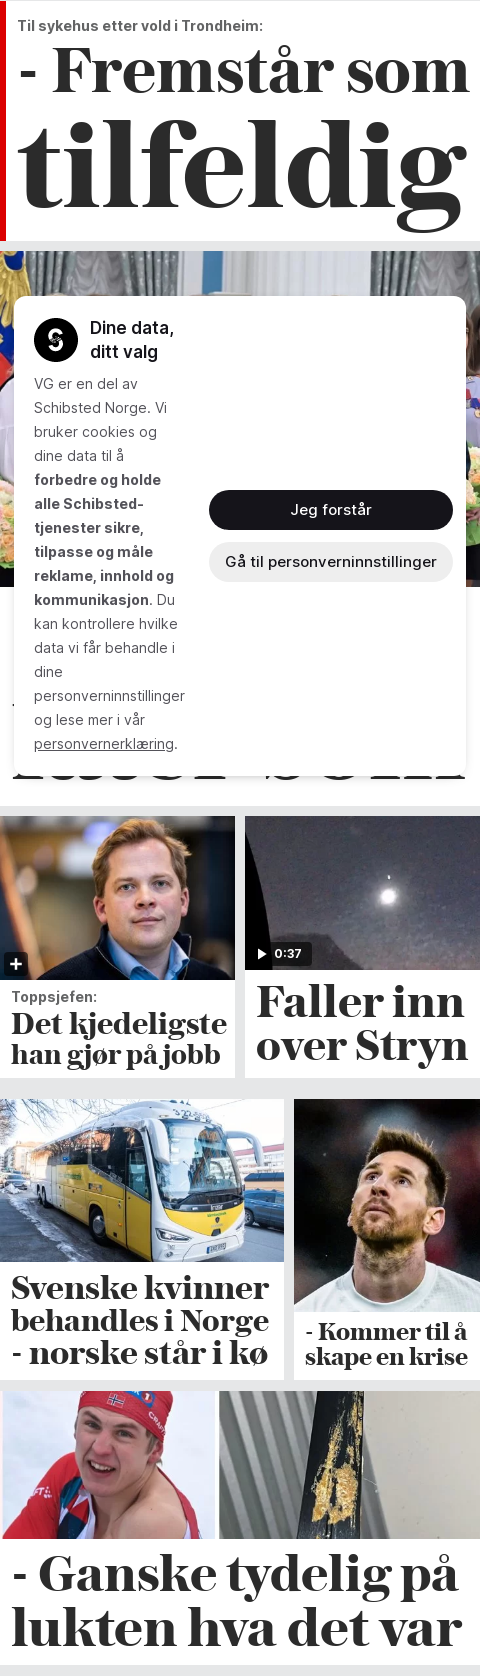 Til sykehus etter vold i Trondheim:
- Fremstår som
tilfeldig
Dine data,
ditt valg
VG er en del av
Schibsted Norge. Vi
bruker cookies og
dine data til å
forbedre og holde
alle Schibsted-
tjenester sikre,
tilpasse og måle
reklame, innhold og
kommunikasjon. Du
kan kontrollere hvilke
data vi får behandle i
dine
personverninnstillinger
og lese mer i vår
personvernerklæring.
Jeg forstår
Gå til personverninnstillinger
Toppsjefen:
Det kjedeligste
han gjør på jobb
0:37
Faller inn
over Stryn
Svenske kvinner
behandles i Norge
- norske står i kø
- Kommer til å
skape en krise
- Ganske tydelig på
lukten hva det var